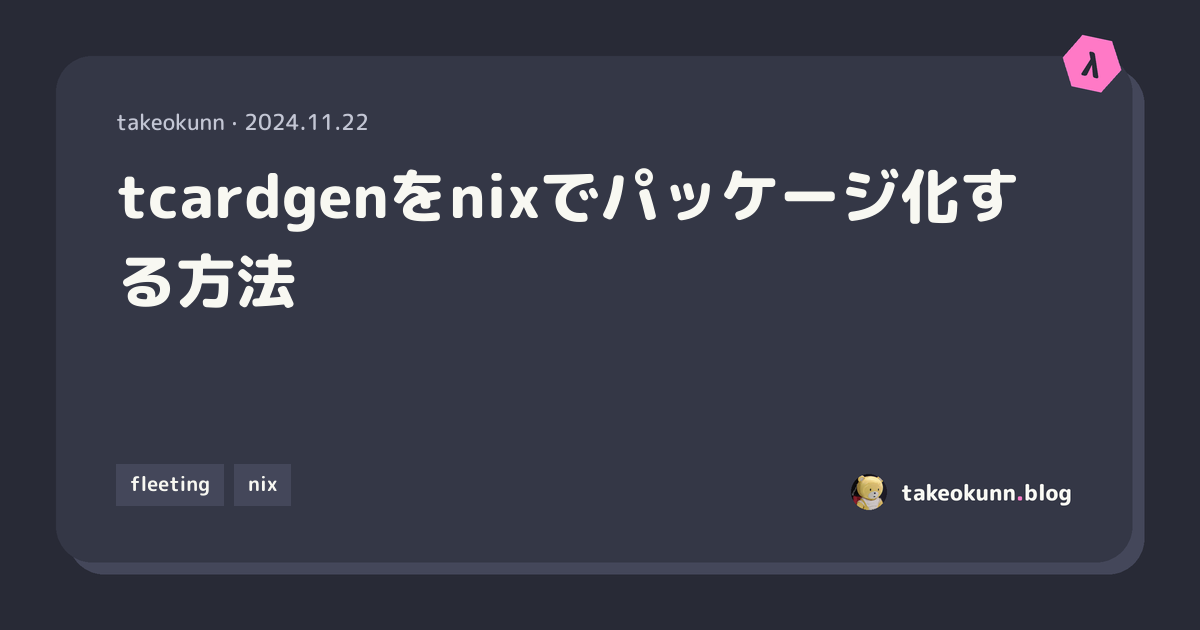 λ
takeokunn · 2024.11.22
tcardgenをnixでパッケージ化す
る方法
fleeting
nix
takeokunn.blog